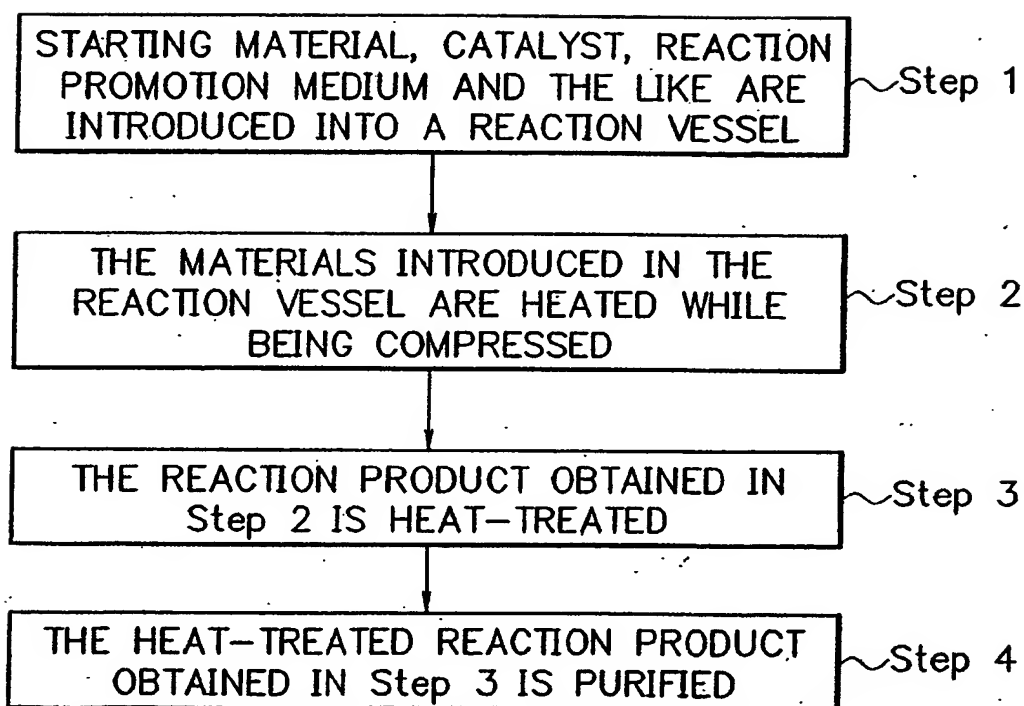 STARTING MATERIAL, CATALYST, REACTION
PROMOTION MEDIUM AND THE LIKE ARE
INTRODUCED INTO A REACTION VESSEL
Step 1
THE MATERIALS INTRODUCED IN THE
REACTION VESSEL ARE HEATED WHILE
BEING COMPRESSED
Step 2
THE REACTION PRODUCT OBTAINED IN
Step 2 IS HEAT-TREATED
Step 3
THE HEAT-TREATED REACTION PRODUCT
OBTAINED IN Step 3 IS PURIFIED
Step 4